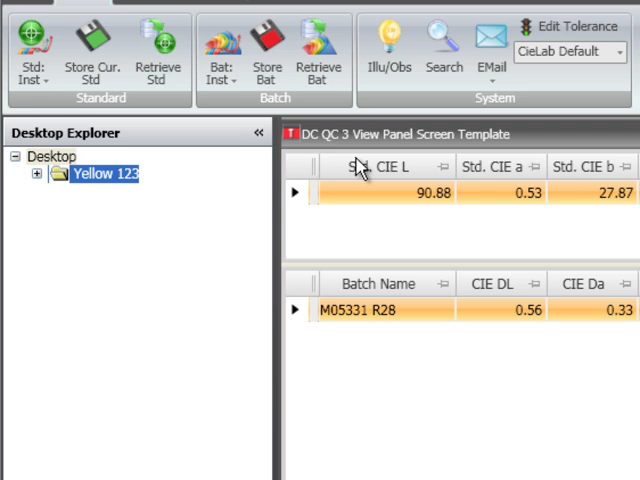 Std:
Inst
Store Cur.
Std
Retrieve
Std
Standard
Bat:
Inst
Store
Bat
Retrieve
Bat
Batch
Illu/Obs
Search
EMail
Edit Tolerance
CieLab Default
System
Desktop Explorer
Desktop
Yellow 123
T DC QC 3 View Panel Screen Template
CIE L Std. CIE a Std. CIE b
90.88 0.53 27.87
Batch Name CIE DL CIE Da
M05331 R28 0.56 0.33